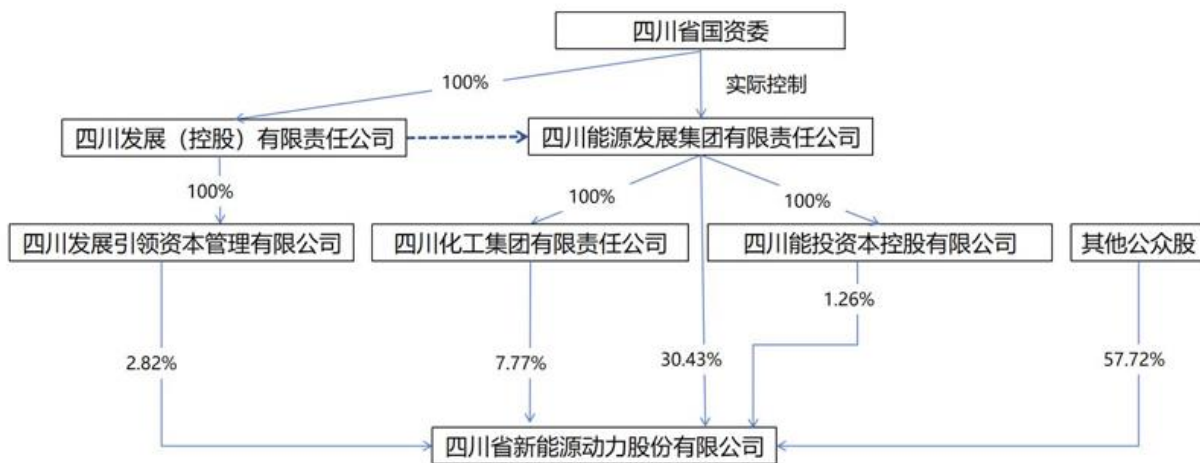 四川省国资委
100%
实际控制
四川发展（控股）有限责任公司
四川能源发展集团有限责任公司
100%
100%
100%
四川发展引领资本管理有限公司
四川化工集团有限责任公司
四川能投资本控股有限公司
其他公众股
1.26%
2.82%
7.77%
30.43%
57.72%
四川省新能源动力股份有限公司